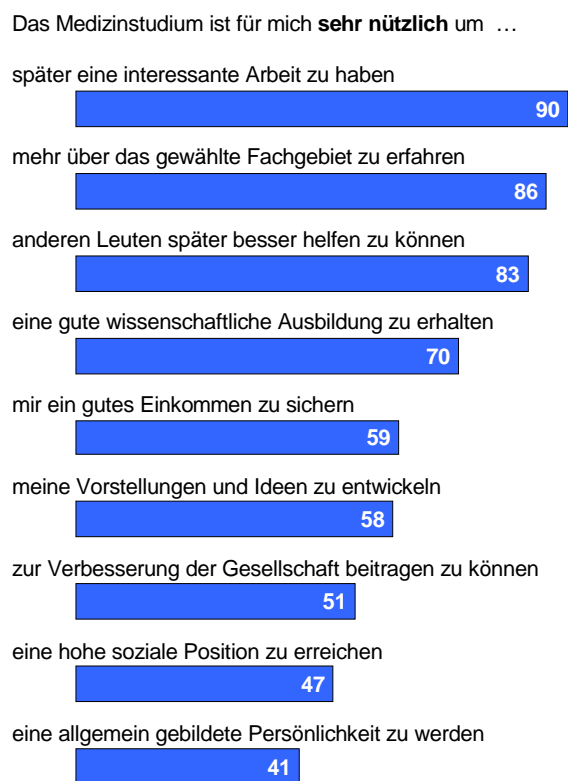 Das Medizinstudium ist für mich sehr nützlich um …
später eine interessante Arbeit zu haben
90
mehr über das gewählte Fachgebiet zu erfahren
86
anderen Leuten später besser helfen zu können
83
eine gute wissenschaftliche Ausbildung zu erhalten
70
mir ein gutes Einkommen zu sichern
59
meine Vorstellungen und Ideen zu entwickeln
58
zur Verbesserung der Gesellschaft beitragen zu können
51
eine hohe soziale Position zu erreichen
47
eine allgemein gebildete Persönlichkeit zu werden
41